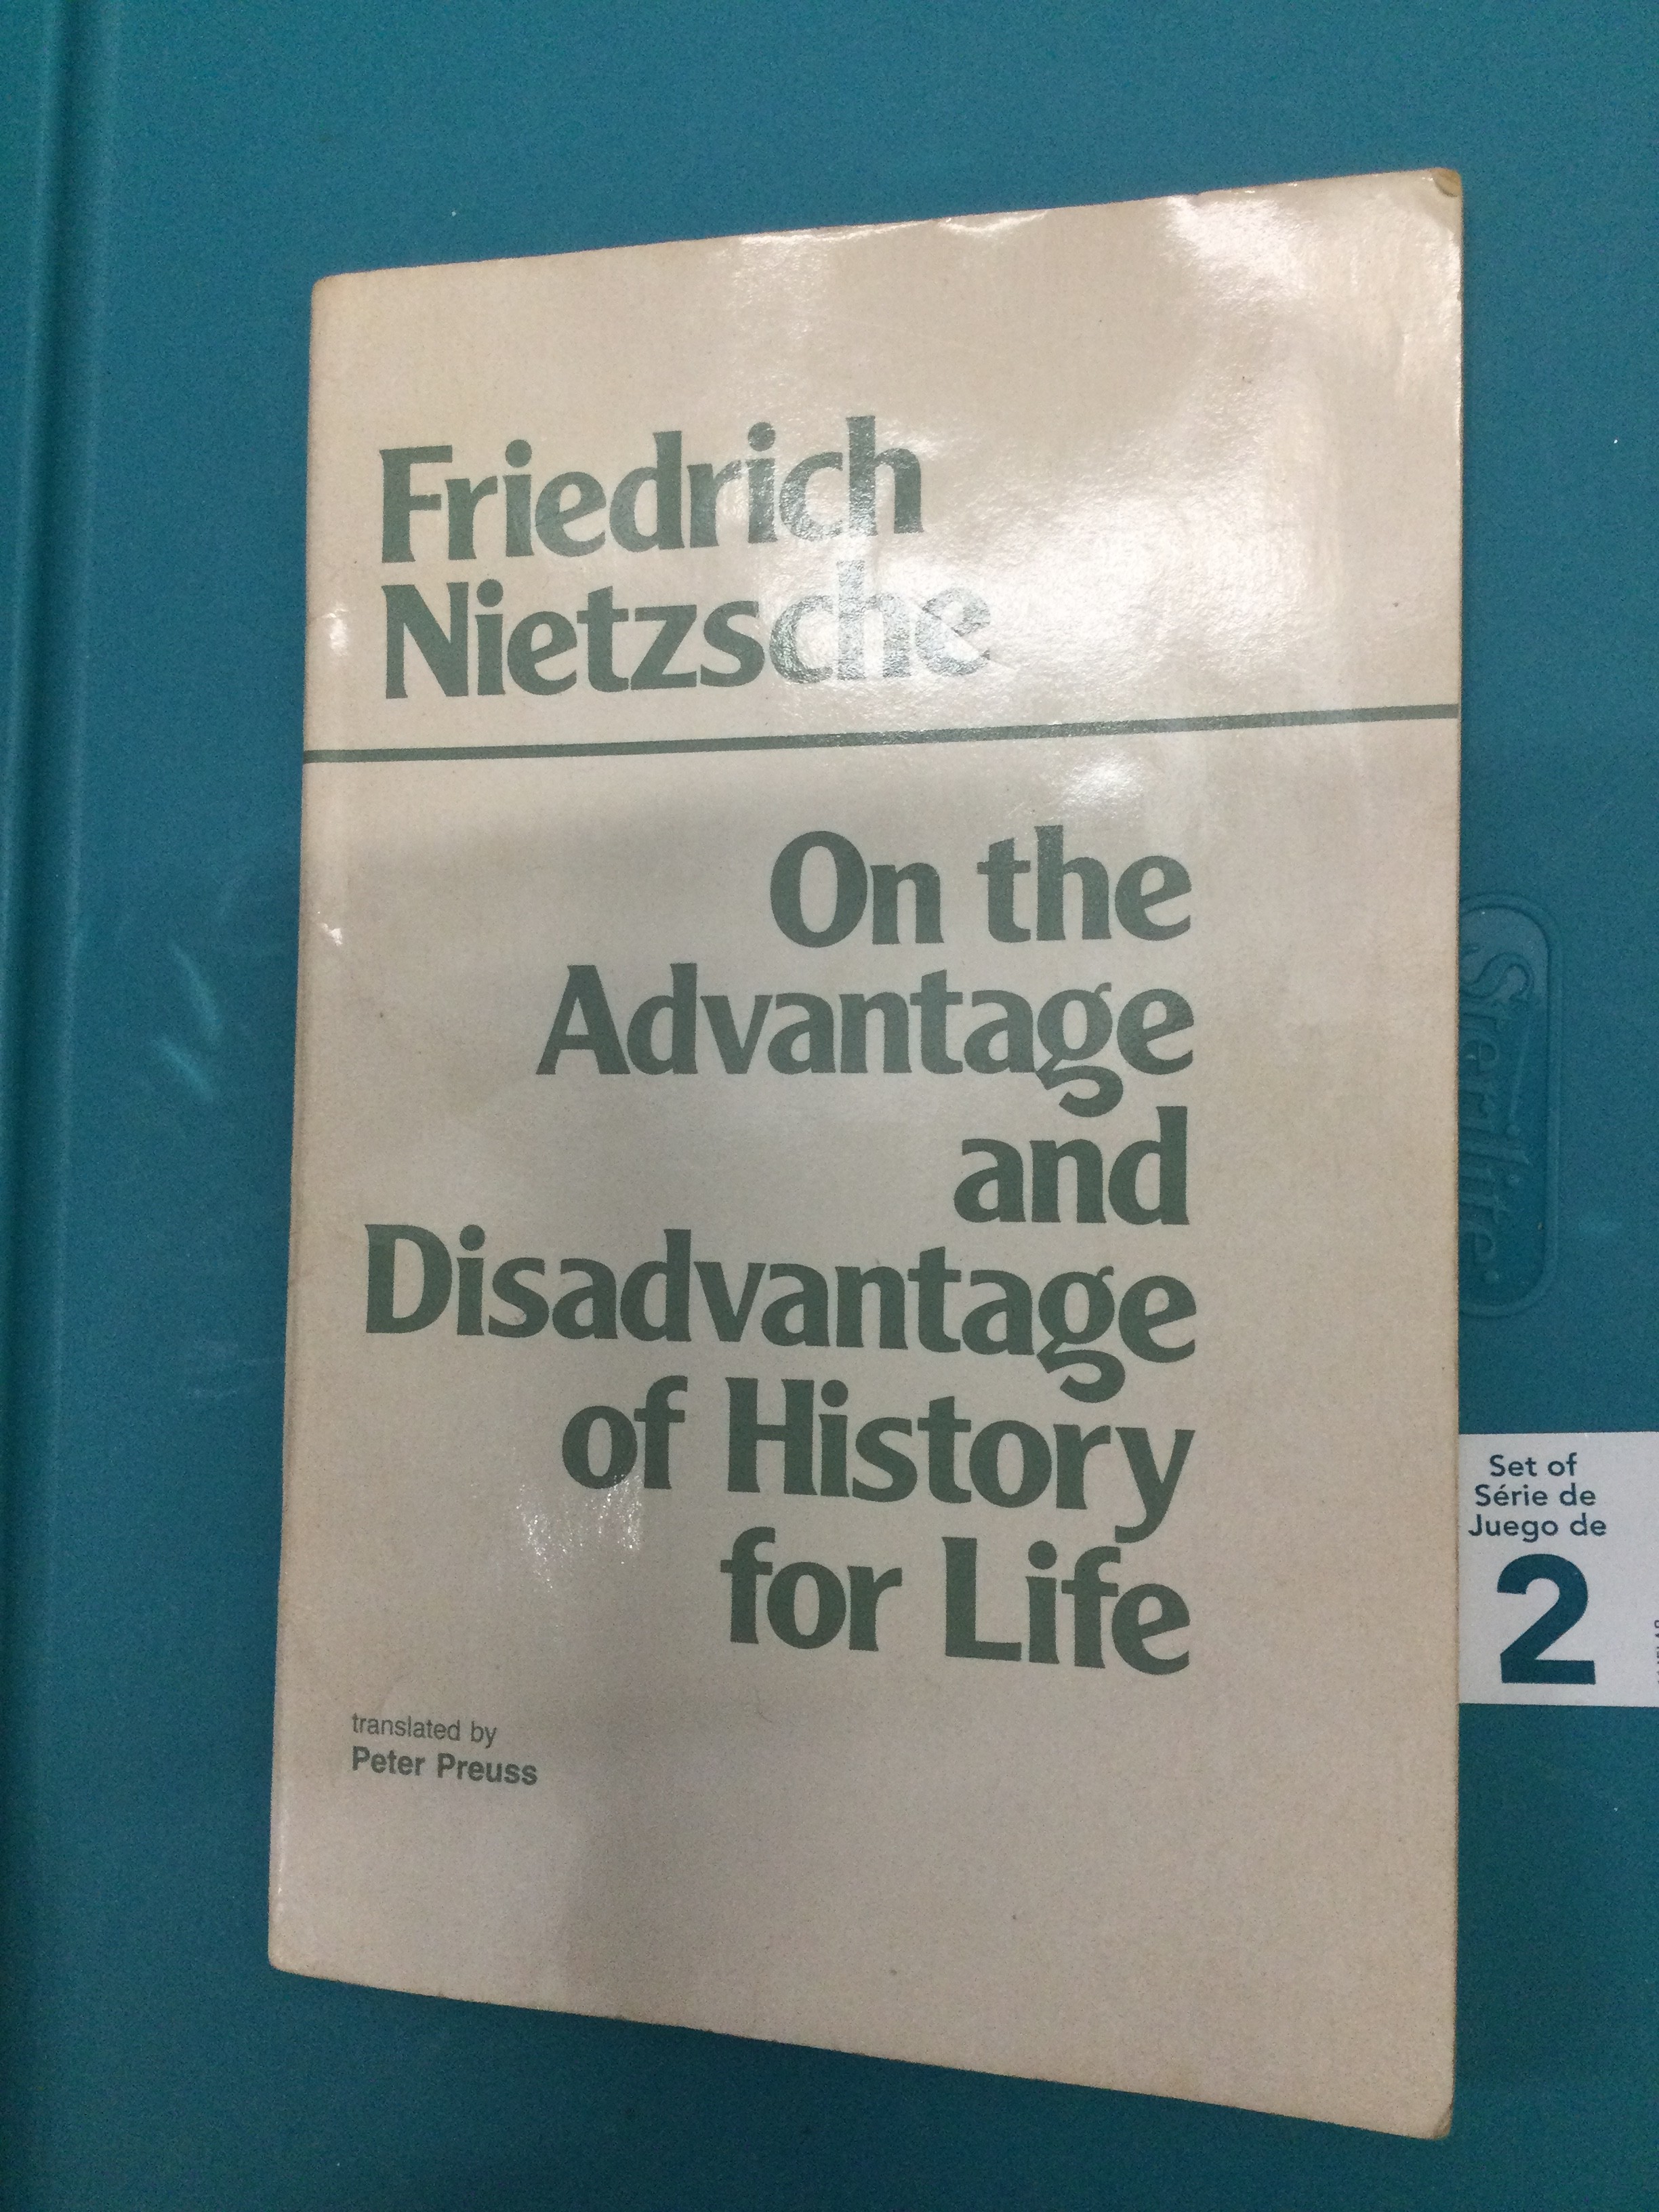 Friedrich
Nietzsche
On the
Advantage
and
Disadvantage
of History
for Life
translated by
Peter Preuss
Sterilite
Set of
Série de
Juego de
2